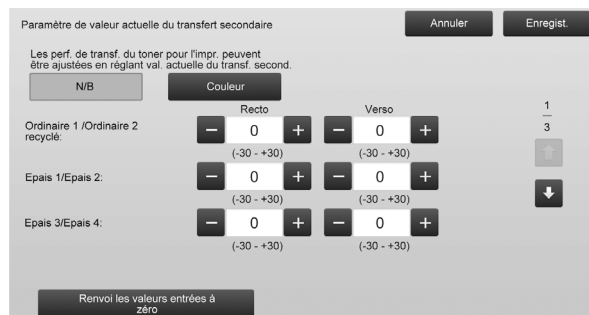 Paramètre de valeur actuelle du transfert secondaire
Annuler
Enregist.
Les perf. de transf. du toner pour l'impr. peuvent
être ajustées en réglant val. actuelle du transf. second.
N/B
Couleur
Recto
Verso
1
3
Ordinaire 1 /Ordinaire 2
recyclé:
− 0 + − 0 +
(-30 - +30) (-30 - +30)
Epais 1/Epais 2:
− 0 + − 0 +
(-30 - +30) (-30 - +30)
Epais 3/Epais 4:
− 0 + − 0 +
(-30 - +30) (-30 - +30)
Renvoi les valeurs entrées à
zéro